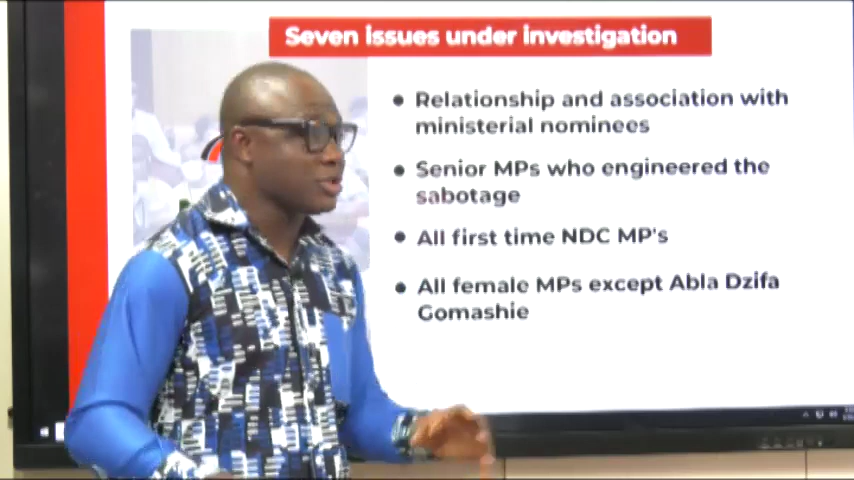 Seven issues under investigation
Relationship and association with
ministerial nominees
Senior MPs who engineered the
sabotage
All first time NDC MP's
All female MPs except Abla Dzifa
Gomashie